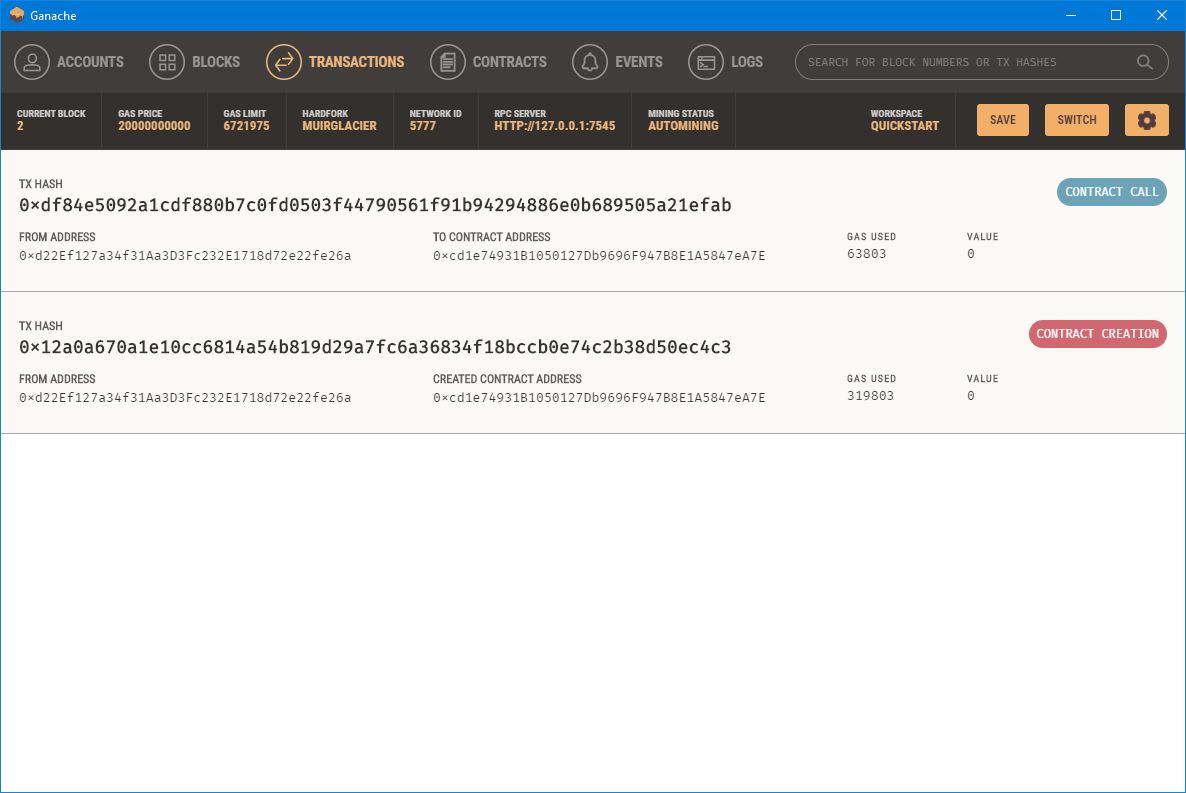 Ganache
ACCOUNTS BLOCKS TRANSACTIONS CONTRACTS EVENTS LOGS SEARCH FOR BLOCK NUMBERS OR TX HASHES
CURRENT BLOCK
2
GAS PRICE
20000000000
GAS LIMIT
6721975
HARDFORK
MUIRGLACIER
NETWORK ID
5777
RPC SERVER
HTTP://127.0.0.1:7545
MINING STATUS
AUTOMINING
WORKSPACE
QUICKSTART
SAVE
SWITCH
TX HASH
0×df84e5092a1cdf880b7c0fd0503f44790561f91b94294886e0b689505a21efab
CONTRACT CALL
FROM ADDRESS
0×d22Ef127a34f31Aa3D3Fc232E1718d72e22fe26a
TO CONTRACT ADDRESS
0×cd1e74931B1050127Db9696F947B8E1A5847eA7E
GAS USED
63803
VALUE
0
TX HASH
0×12a0a670a1e10cc6814a54b819d29a7fc6a36834f18bccb0e74c2b38d50ec4c3
CONTRACT CREATION
FROM ADDRESS
0×d22Ef127a34f31Aa3D3Fc232E1718d72e22fe26a
CREATED CONTRACT ADDRESS
0×cd1e74931B1050127Db9696F947B8E1A5847eA7E
GAS USED
319803
VALUE
0